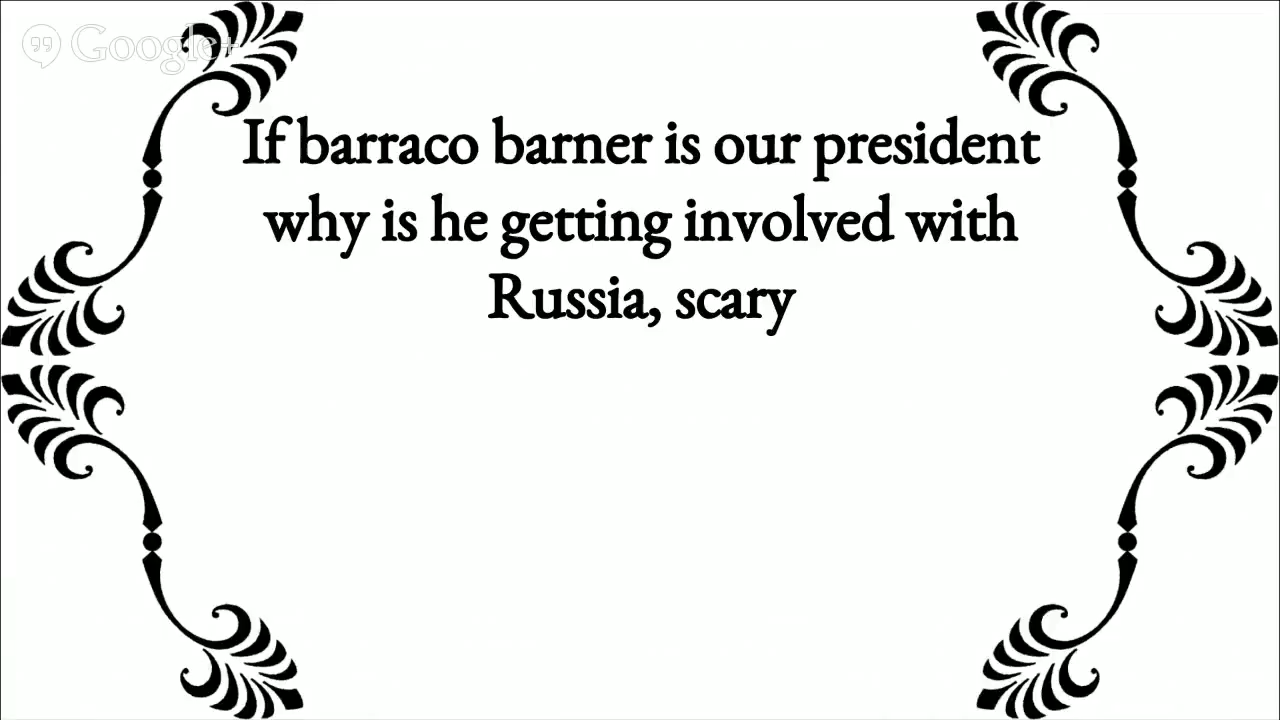 Google+
If barraco barner is our president
why is he getting involved with
Russia, scary